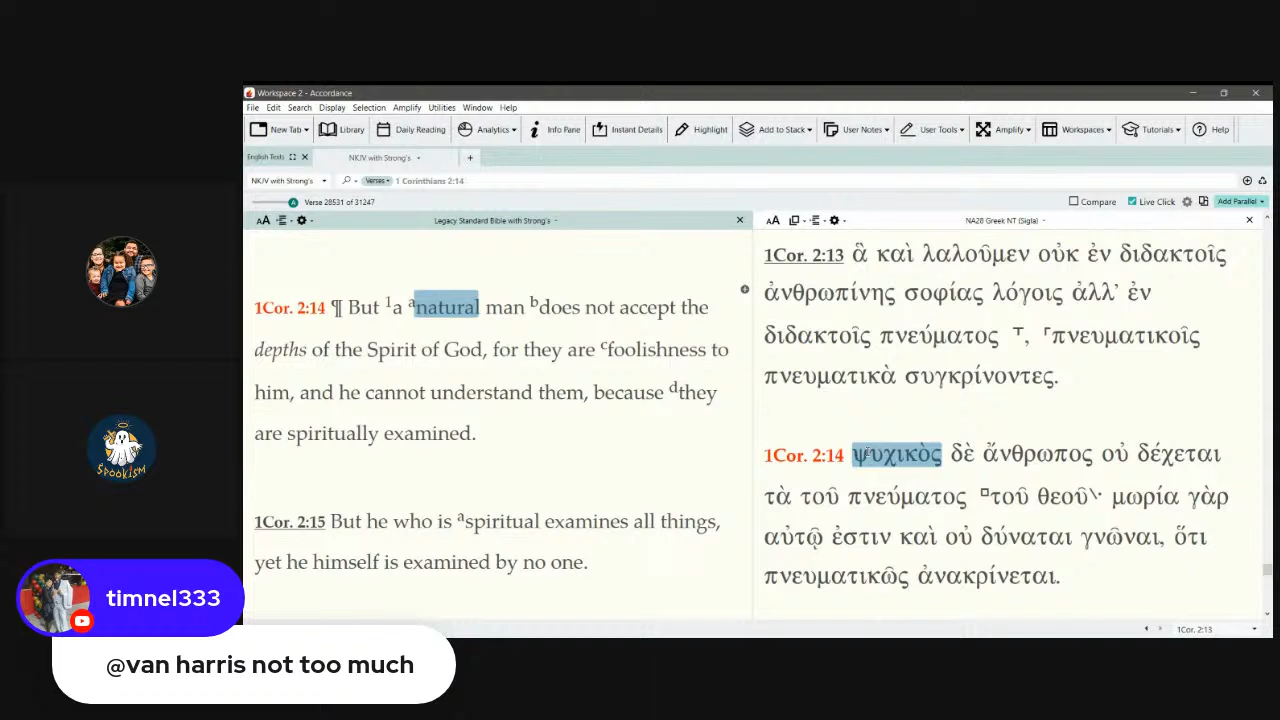 Workspace 2 - Accordance
File Edit Search Display Selection Amplify Utilities Window Help
New Tab Library Daily Reading Analytics Info Pane Instant Details Highlight Add to Stack User Notes User Tools Amplify Workspaces Tutorials Help
English Texts NKJV with Strong's +
NKJV with Strong's Verses 1 Corinthians 2:14
Verse 28531 of 31247 Compare Live Click Add Parallel
AA Legacy Standard Bible with Strong's
1Cor. 2:14 ¶ But 1a anatural man bdoes not accept the
depths of the Spirit of God, for they are cfoolishness to
him, and he cannot understand them, because dthey
are spiritually examined.
1Cor. 2:15 But he who is aspiritual examines all things,
yet he himself is examined by no one.
AA NA28 Greek NT (Sigla)
1Cor. 2:13 ἃ καὶ λαλοῦμεν οὐκ ἐν διδακτοῖς
ἀνθρωπίνης σοφίας λόγοις ἀλλ’ ἐν
διδακτοῖς πνεύματος ⸆, ⸀πνευματικοῖς
πνευματικὰ συγκρίνοντες.
1Cor. 2:14 ψυχικὸς δὲ ἄνθρωπος οὐ δέχεται
τὰ τοῦ πνεύματος ⸋τοῦ θεοῦ⸌· μωρία γὰρ
αὐτῷ ἐστιν καὶ οὐ δύναται γνῶναι, ὅτι
πνευματικῶς ἀνακρίνεται.
1Cor. 2:13
SPOOKISM
timnel333
@van harris not too much